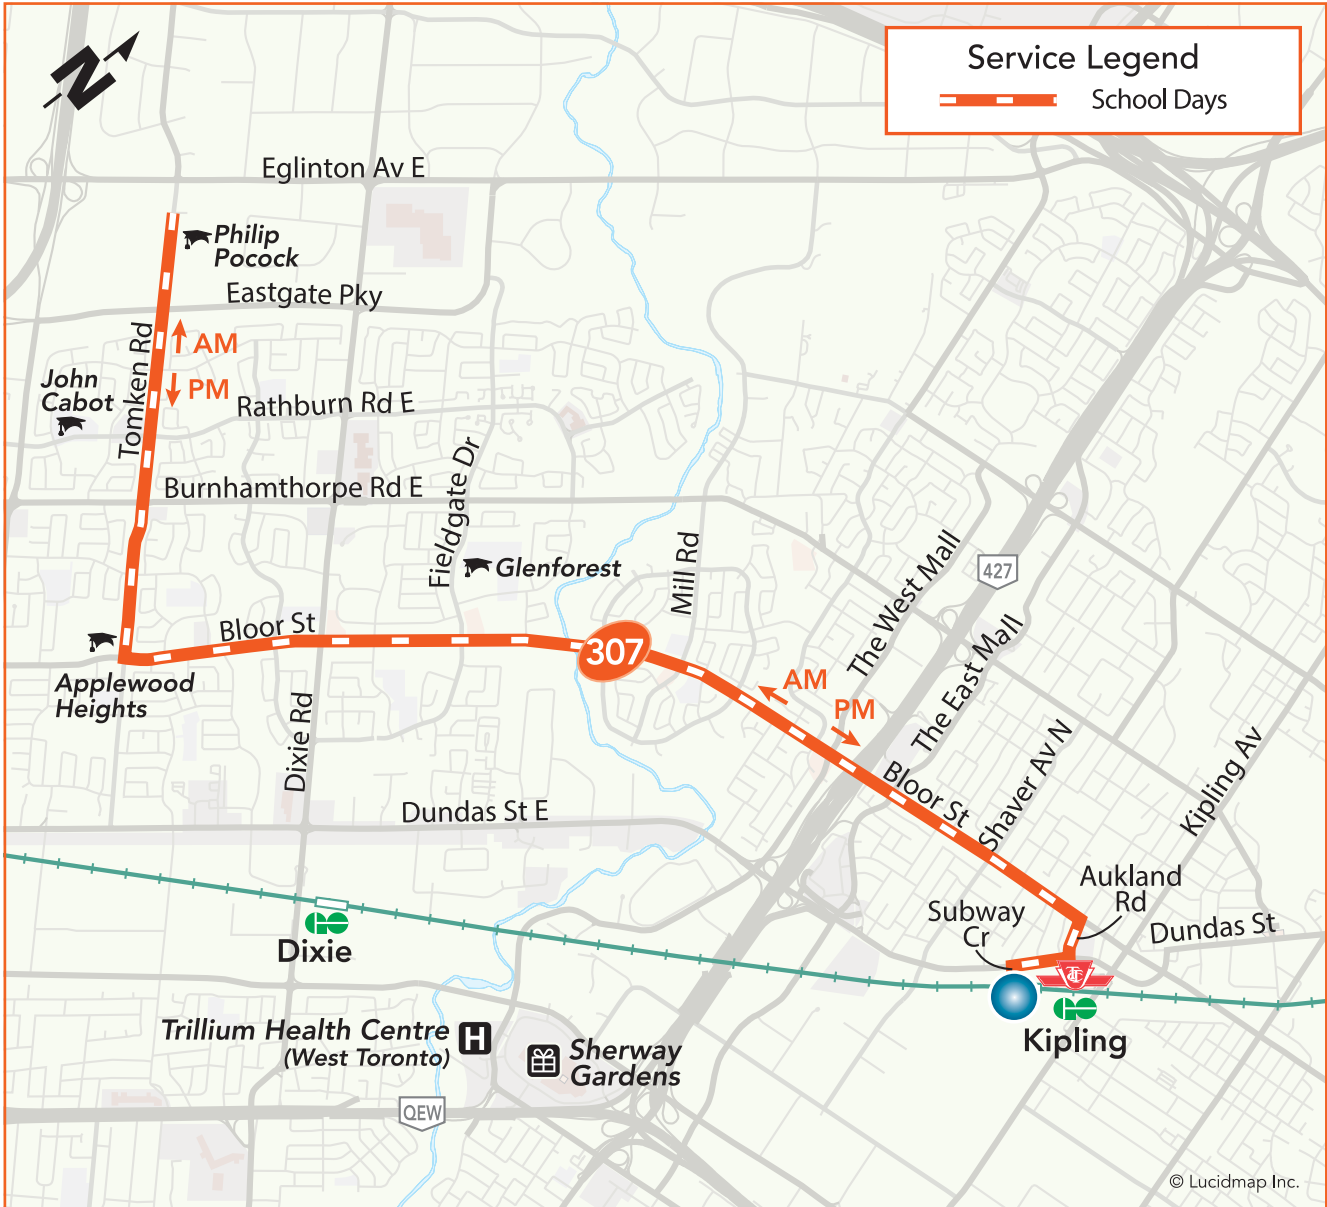 N
Service Legend
School Days
Eglinton Av E
Philip
Pocock
Eastgate Pky
Tomken Rd
AM
PM
John
Cabot
Rathburn Rd E
Burnhamthorpe Rd E
Fieldgate Dr
Glenforest
Mill Rd
The West Mall
427
The East Mall
Bloor St
307
Applewood
Heights
AM
PM
Dixie Rd
Bloor St
Shaver Av N
Kipling Av
Dundas St E
Aukland
Rd
Subway
Cr
Dundas St
GO
Dixie
TTC
GO
Kipling
Trillium Health Centre
(West Toronto)
H
Sherway
Gardens
QEW
© Lucidmap Inc.